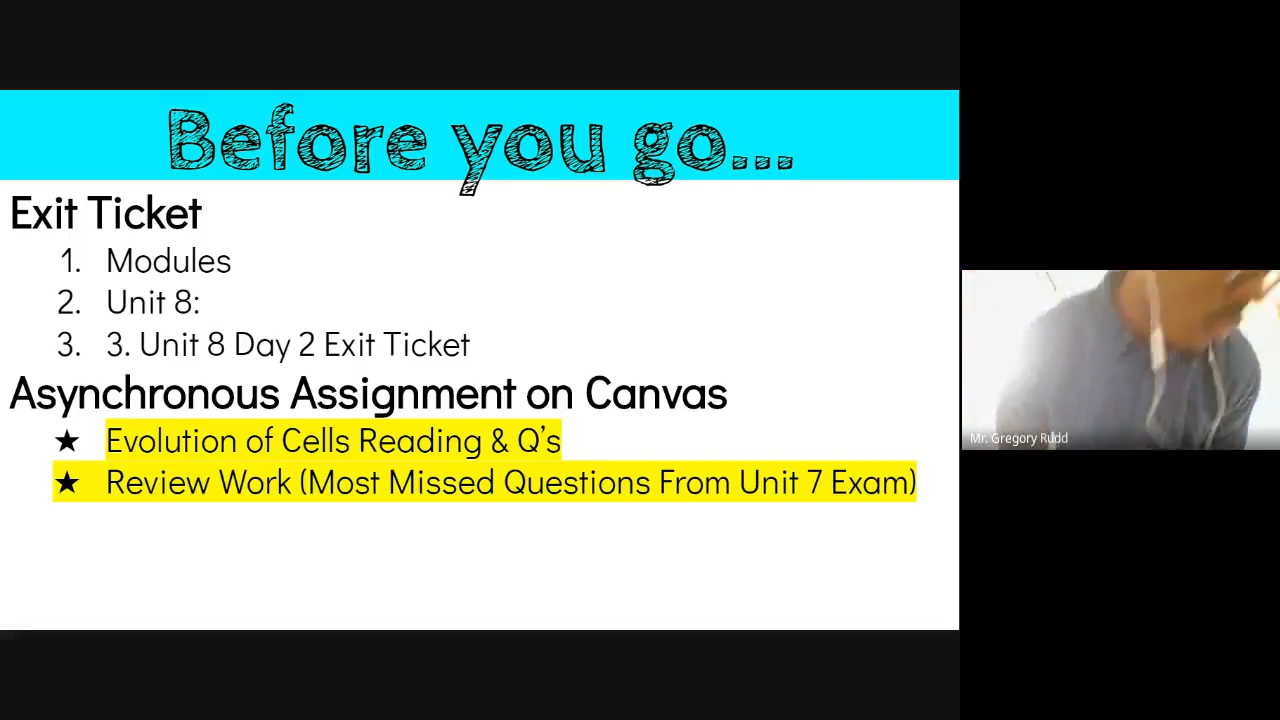 Before you go...
Exit Ticket
1. Modules
2. Unit 8:
3. 3. Unit 8 Day 2 Exit Ticket
Asynchronous Assignment on Canvas
★ Evolution of Cells Reading & Q's
★ Review Work (Most Missed Questions From Unit 7 Exam)
Mr. Gregory Rudd